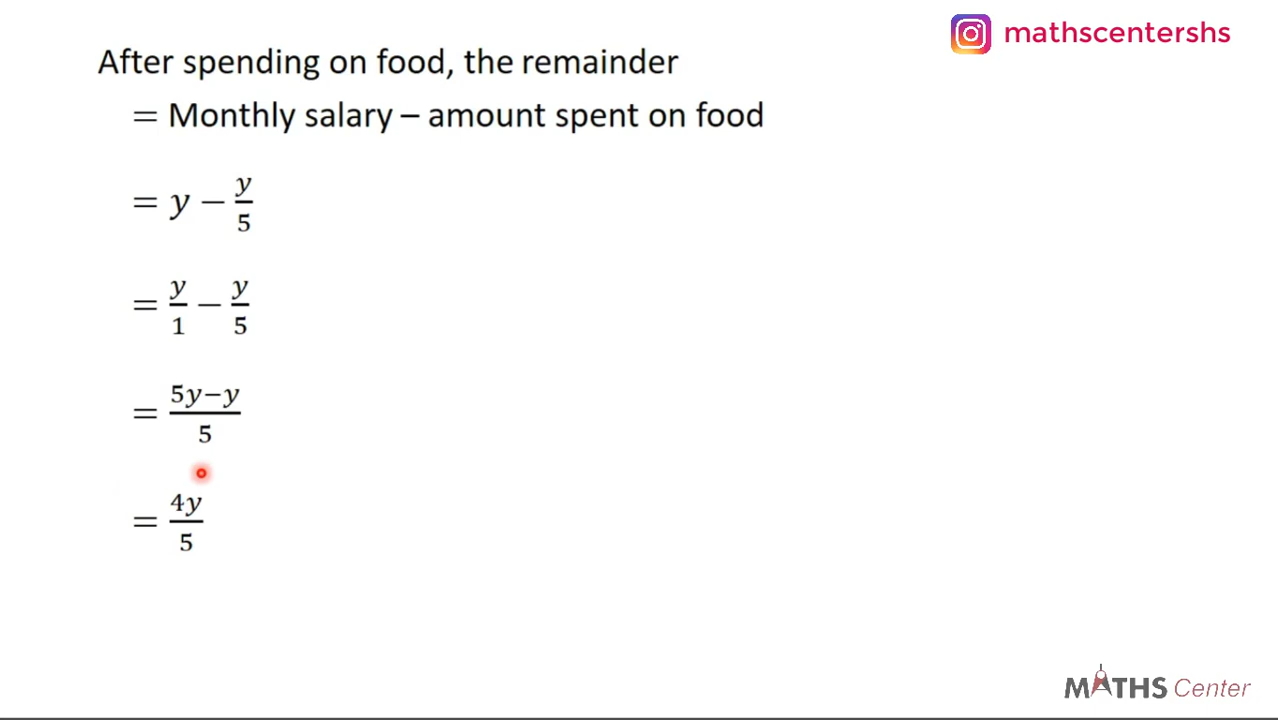 mathscentershs
After spending on food, the remainder
= Monthly salary – amount spent on food
= y − y/5
= y/1 − y/5
= 5y−y/5
= 4y/5
MATHS Center